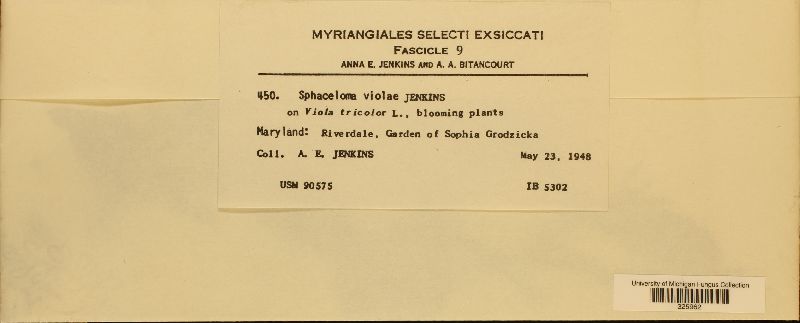 MYRIANGIALES SELECTI EXSICCATI
FASCICLE 9
ANNA E. JENKINS AND A. A. BITANCOURT
450. Sphaceloma violae JENKINS
on Viola tricolor L., blooming plants
Maryland: Riverdale, Garden of Sophia Grodzicka
Coll. A. E. JENKINS May 23, 1948
USM 90575 IB 5302
University of Michigan Fungus Collection
325962